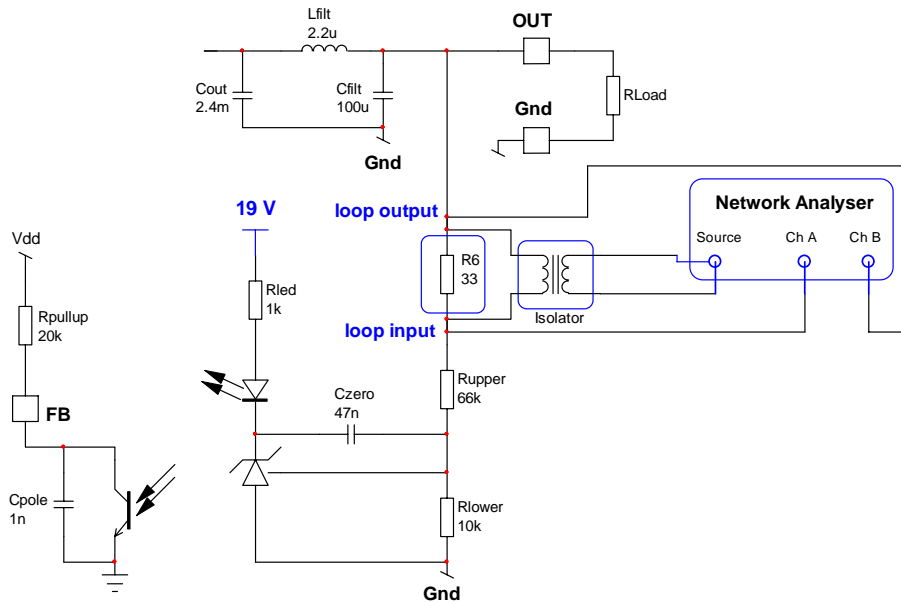 Lfilt
2.2u
OUT
Cout
2.4m
Cfilt
100u
RLoad
Gnd
Gnd
19 V
loop output
Network Analyser
Source
Ch A
Ch B
Vdd
R6
33
Rled
1k
Isolator
Rpullup
20k
loop input
Rupper
66k
Czero
47n
FB
Cpole
1n
Rlower
10k
Gnd